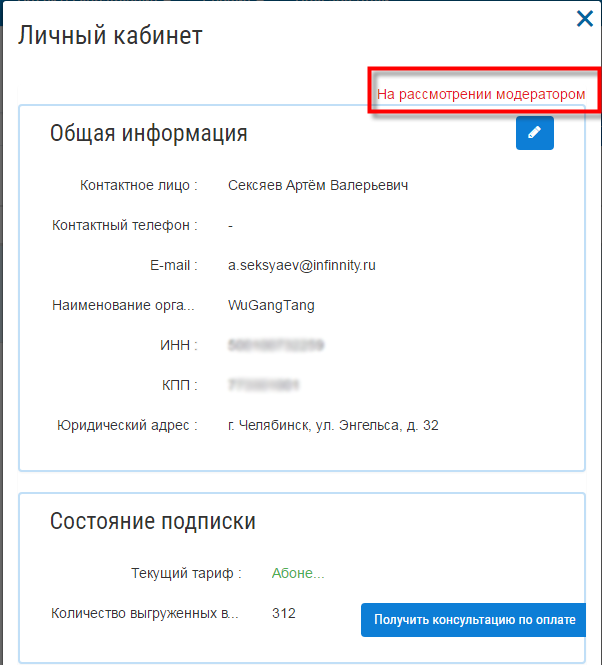 Личный кабинет
На рассмотрении модератором
Общая информация
Контактное лицо : Сексяев Артём Валерьевич
Контактный телефон : -
E-mail : a.seksyaev@infinnity.ru
Наименование орга... WuGangTang
ИНН :
КПП :
Юридический адрес : г. Челябинск, ул. Энгельса, д. 32
Состояние подписки
Текущий тариф : Абоне...
Количество выгруженных в... 312
Получить консультацию по оплате